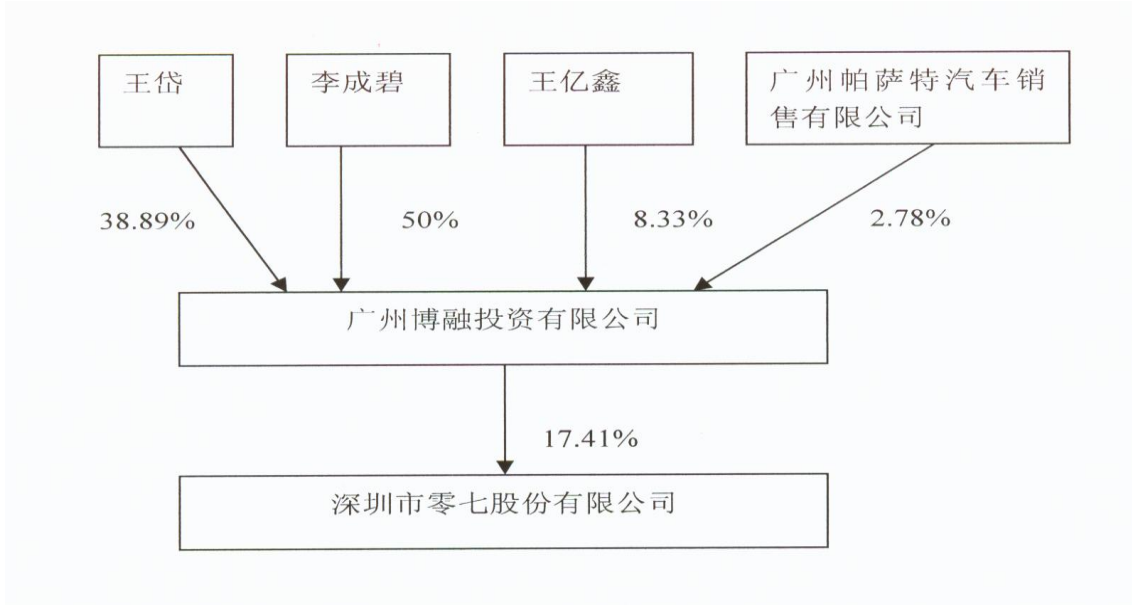 王岱
李成碧
王亿鑫
广州帕萨特汽车销
售有限公司
38.89%
50%
8.33%
2.78%
广州博融投资有限公司
17.41%
深圳市零七股份有限公司